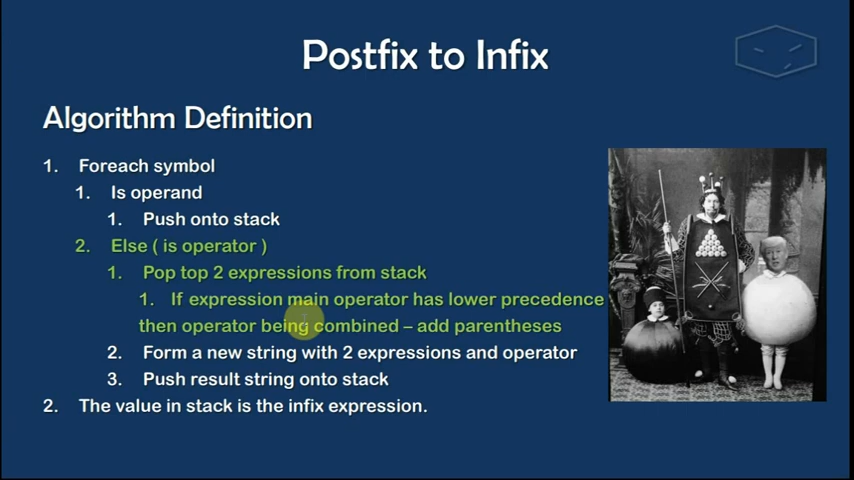 Postfix to Infix
Algorithm Definition
1. Foreach symbol
1. Is operand
1. Push onto stack
2. Else ( is operator )
1. Pop top 2 expressions from stack
1. If expression main operator has lower precedence
then operator being combined – add parentheses
2. Form a new string with 2 expressions and operator
3. Push result string onto stack
2. The value in stack is the infix expression.